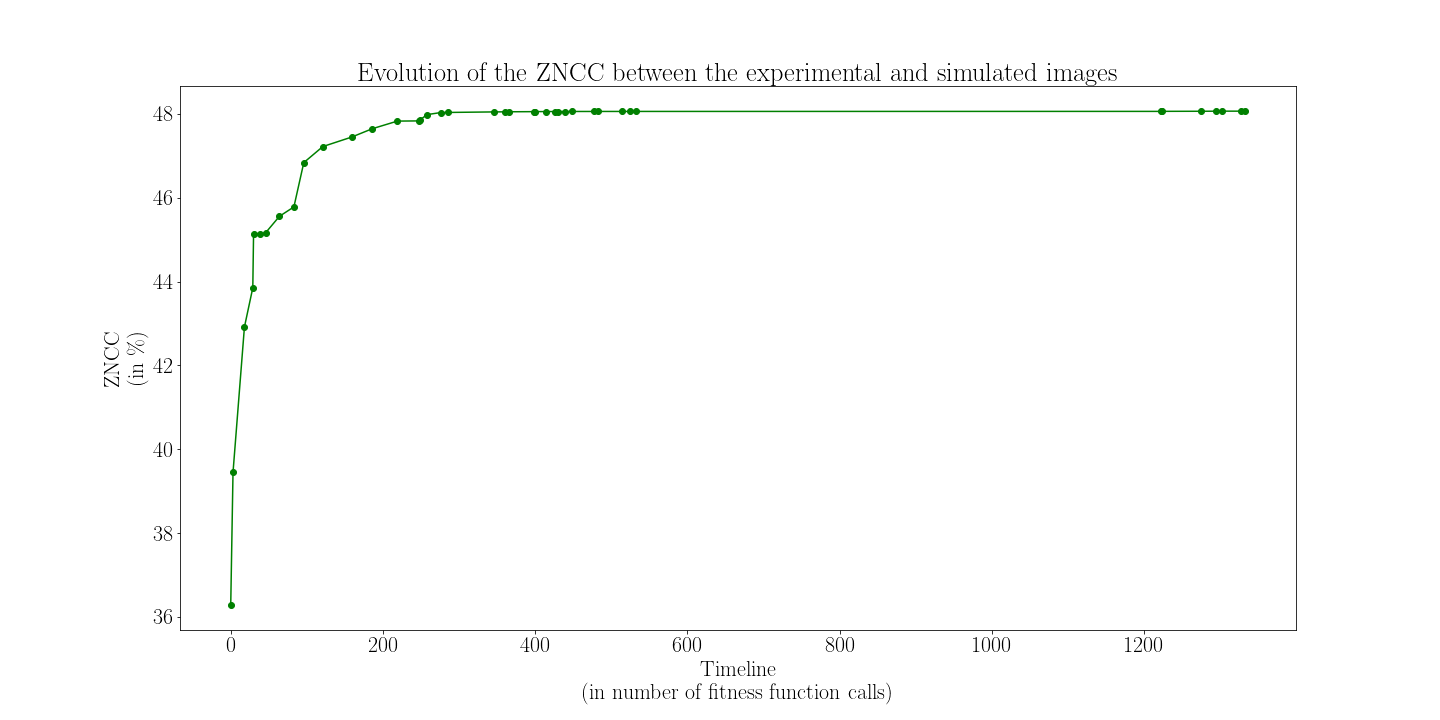 Evolution of the ZNCC between the experimental and simulated images
48
46
44
42
40
38
36
ZNCC
(in %)
0 200 400 600 800 1000 1200
Timeline
(in number of fitness function calls)